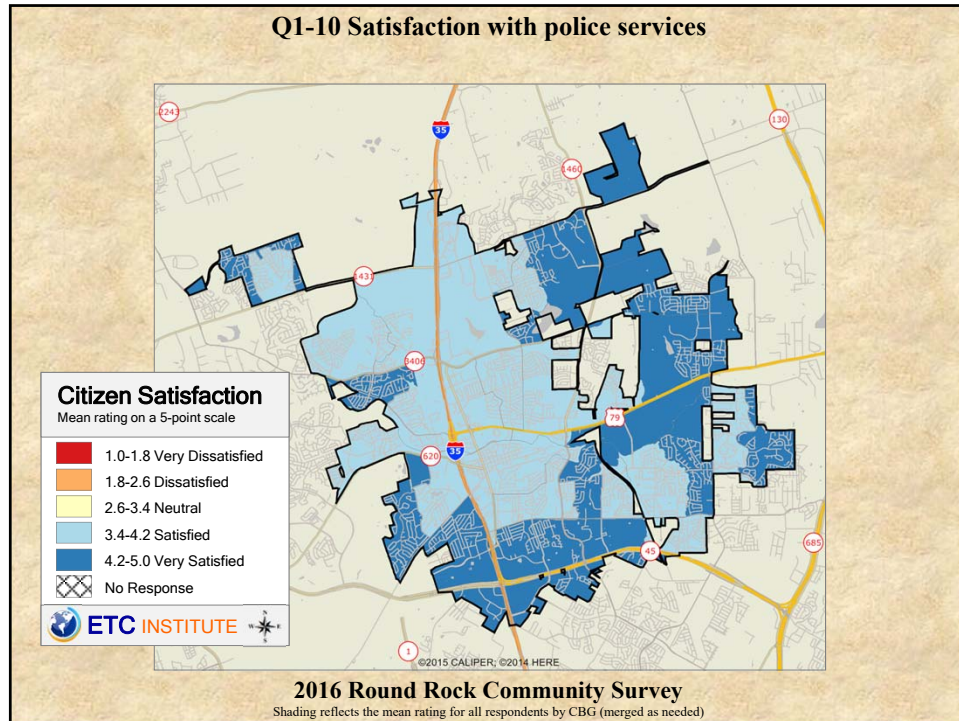 Q1-10 Satisfaction with police services
2243
35
130
1460
1431
3406
79
620
35
45
685
1
Citizen Satisfaction
Mean rating on a 5-point scale
1.0-1.8 Very Dissatisfied
1.8-2.6 Dissatisfied
2.6-3.4 Neutral
3.4-4.2 Satisfied
4.2-5.0 Very Satisfied
No Response
ETC INSTITUTE
N
W E
S
©2015 CALIPER; ©2014 HERE
2016 Round Rock Community Survey
Shading reflects the mean rating for all respondents by CBG (merged as needed)